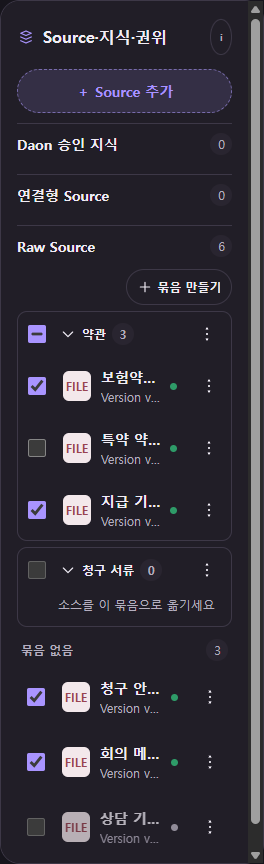 Source·지식·권위
i
+ Source 추가
Daon 승인 지식 0
연결형 Source 0
Raw Source 6
+ 묶음 만들기
약관 3
FILE 보험약...
Version v...
FILE 특약 약...
Version v...
FILE 지급 기...
Version v...
청구 서류 0
소스를 이 묶음으로 옮기세요
묶음 없음 3
FILE 청구 안...
Version v...
FILE 회의 메...
Version v...
FILE 상담 기...
Version v...